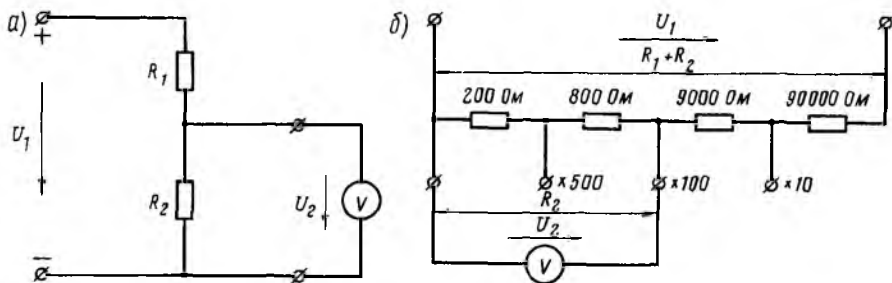 а)
+
R₁
U₁
R₂
U₂
V
−
б)
U₁
R₁+R₂
200 Ом 800 Ом 9000 Ом 90000 Ом
×500 ×100 ×10
R₂
U₂
V